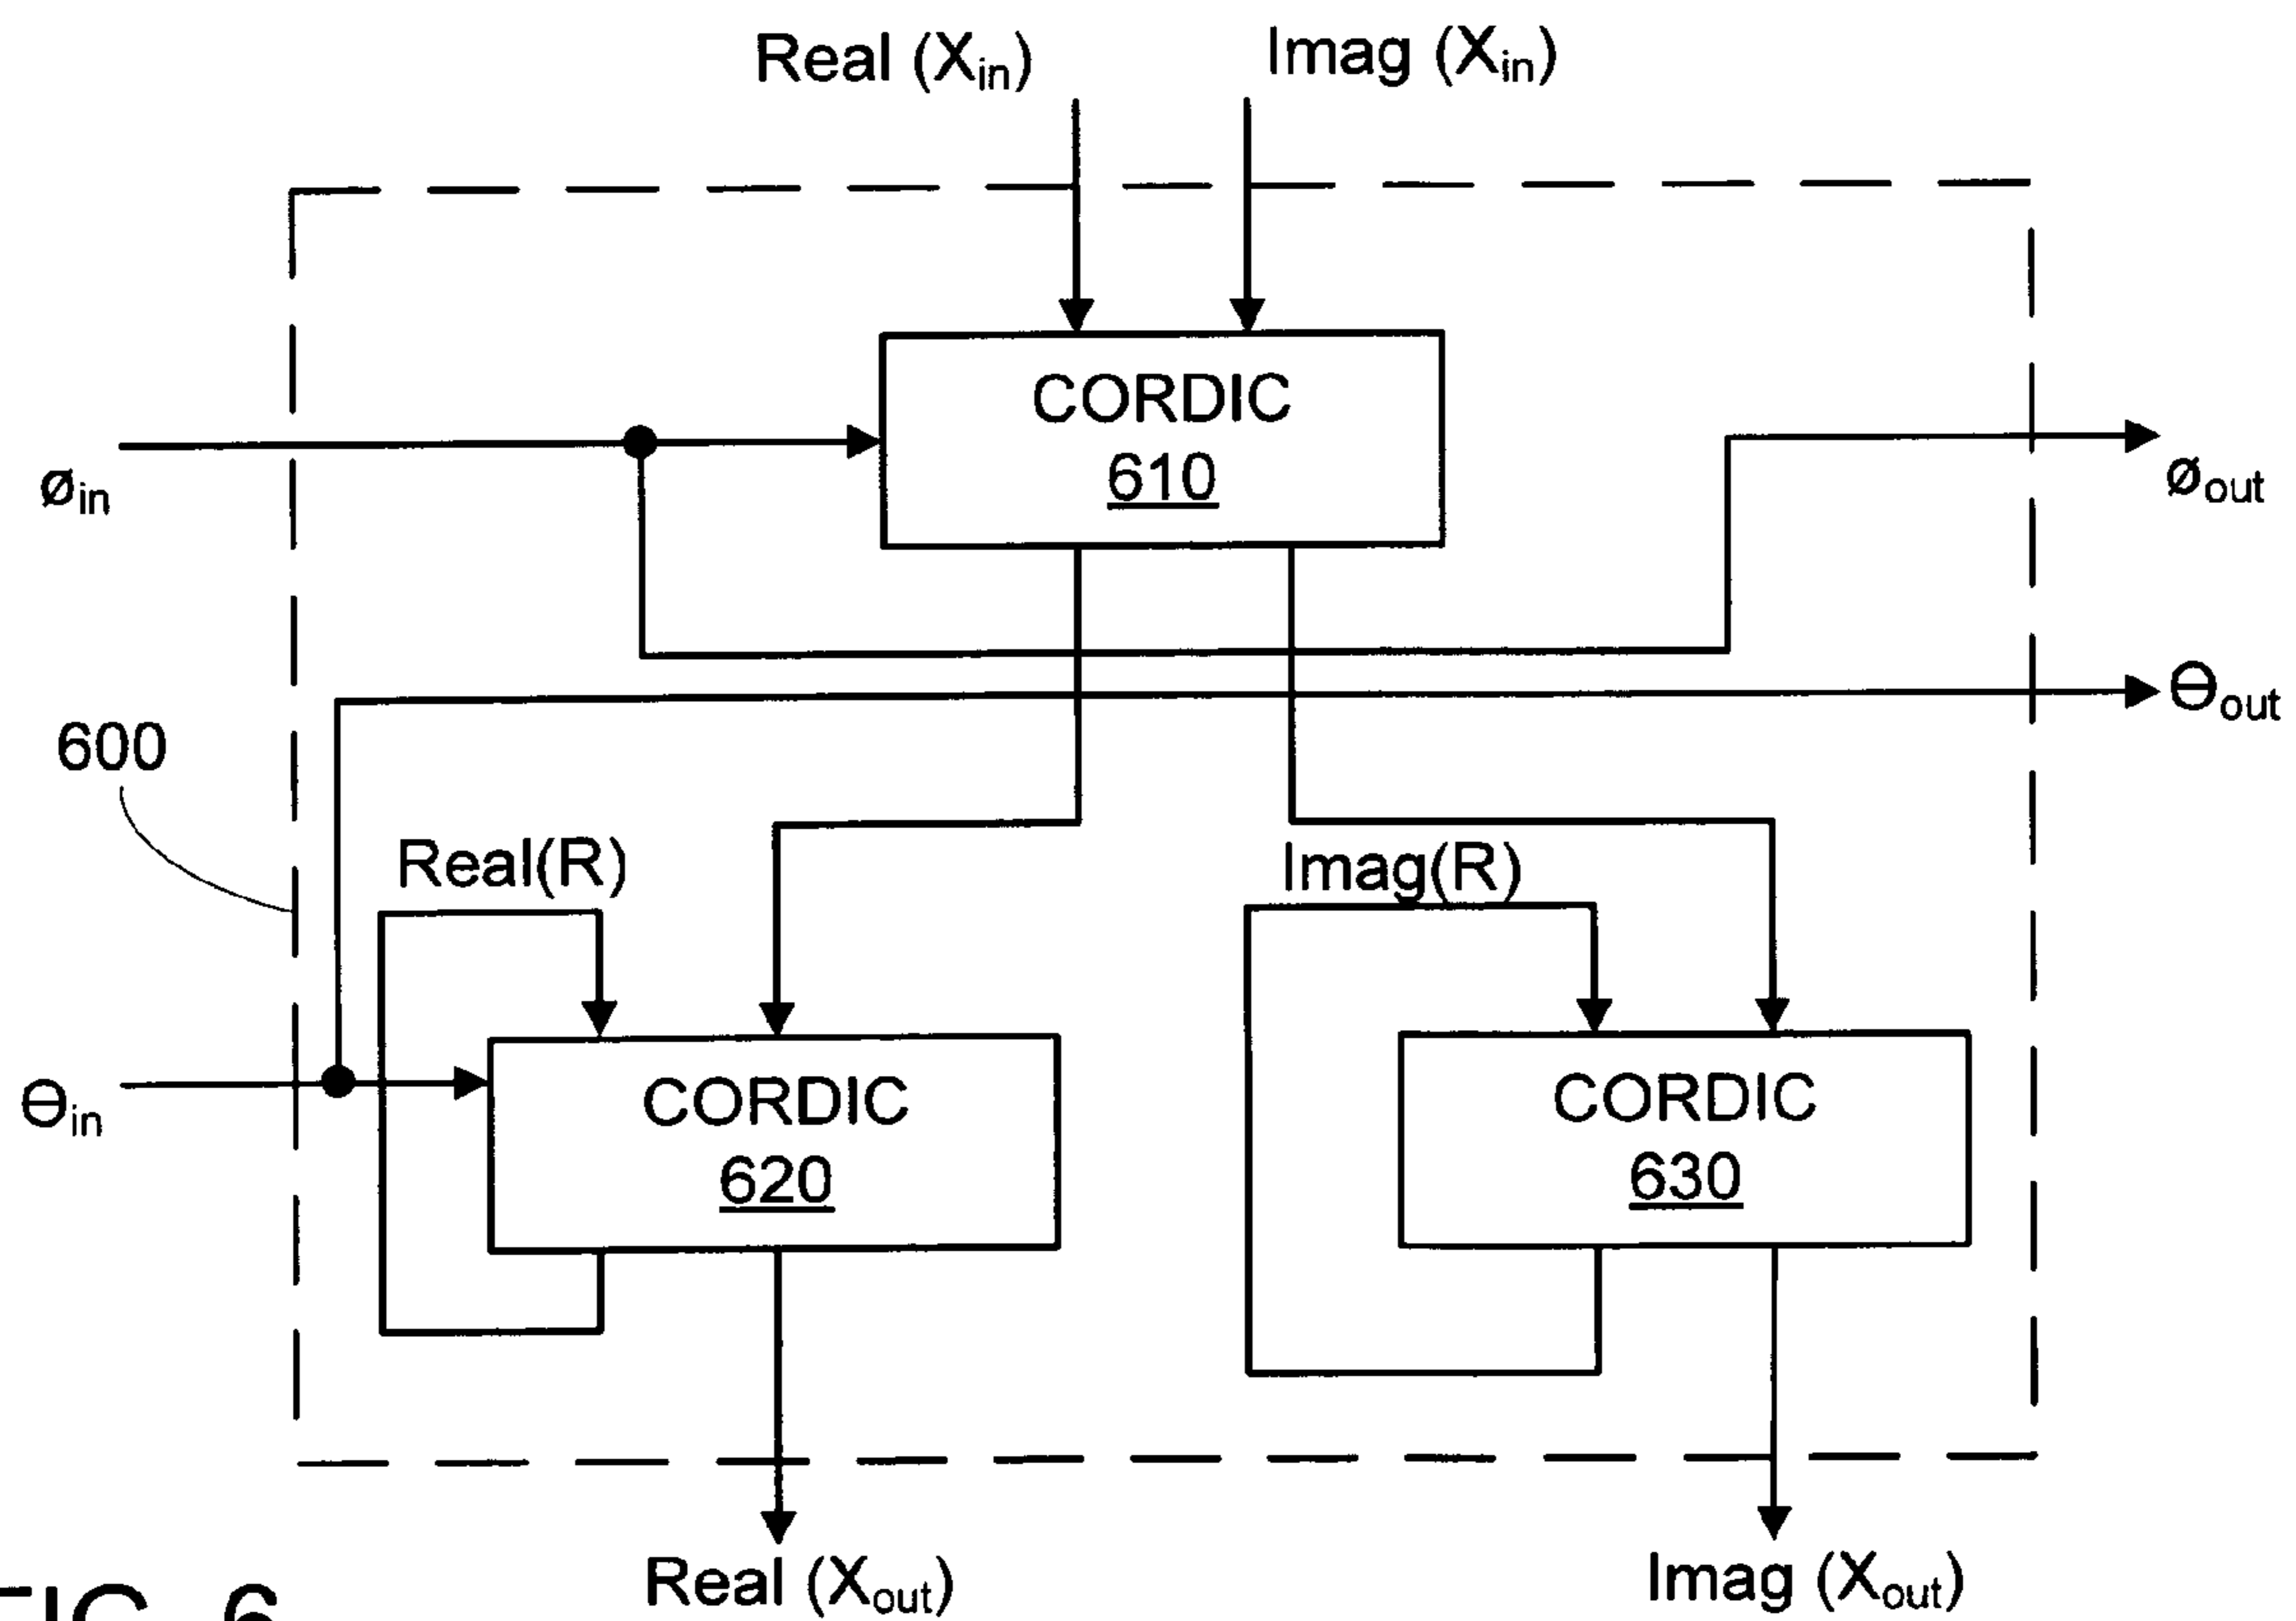 Real (Xin)
Imag (Xin)
CORDIC
610
øin
øout
Θout
600
Real(R)
Imag(R)
Θin
CORDIC
620
CORDIC
630
Real (Xout)
Imag (Xout)